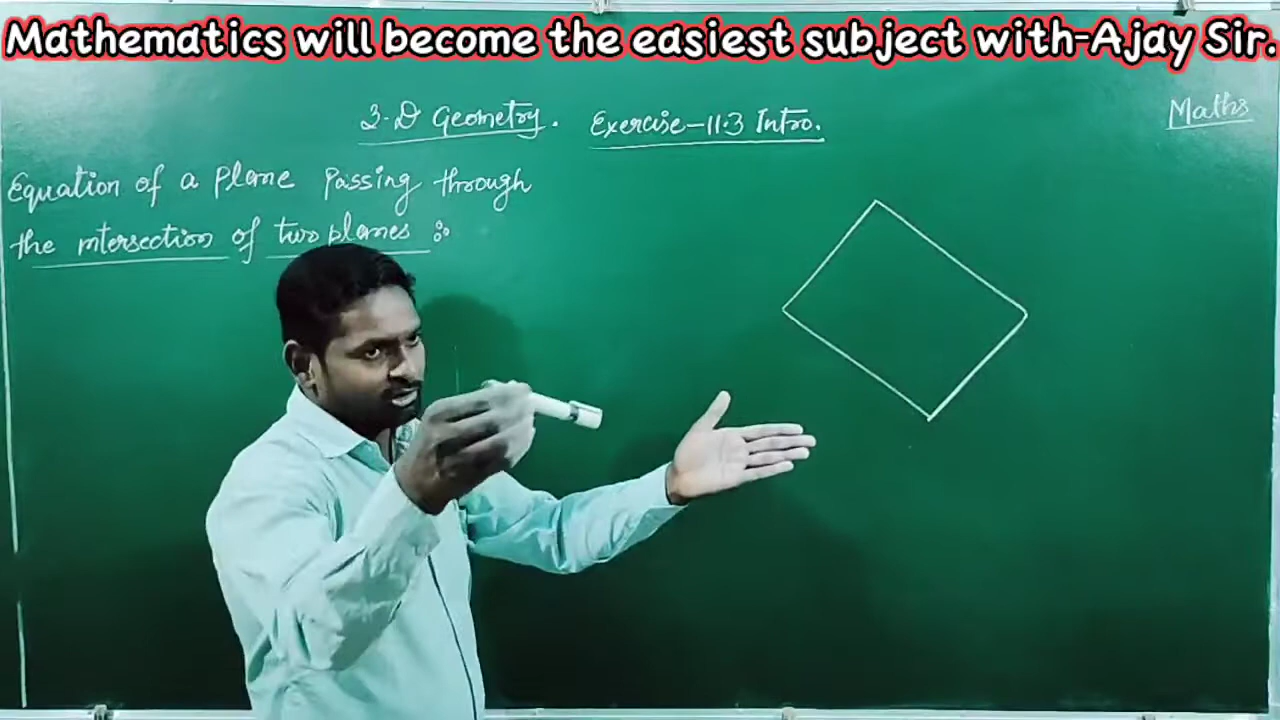 Mathematics will become the easiest subject with-Ajay Sir.
3-D Geometry. Exercise-11.3 Intro.
Maths
Equation of a plane Passing through
the intersection of two planes :